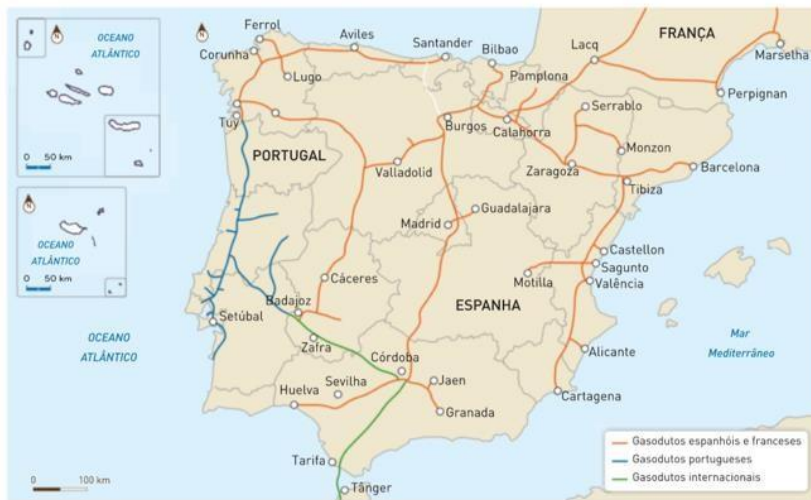 OCEANO
ATLÂNTICO
N
0 50 km
N
OCEANO
ATLÂNTICO
0 50 km
OCEANO
ATLÂNTICO
N
Ferrol
Corunha
Aviles
Santander
Bilbao
Lacq
FRANÇA
Marselha
Lugo
Pamplona
Perpignan
Tuy
Burgos
Calahorra
Serrablo
PORTUGAL
Valladolid
Zaragoza
Monzon
Barcelona
Tibiza
Guadalajara
Madrid
Castellon
Sagunto
Cáceres
Motilla
Valência
Badajoz
ESPANHA
Setúbal
Zafra
Mar
Mediterrâneo
Córdoba
Alicante
Sevilha
Jaen
Huelva
Cartagena
Granada
Tarifa
Tânger
0 100 km
Gasodutos espanhóis e franceses
Gasodutos portugueses
Gasodutos internacionais